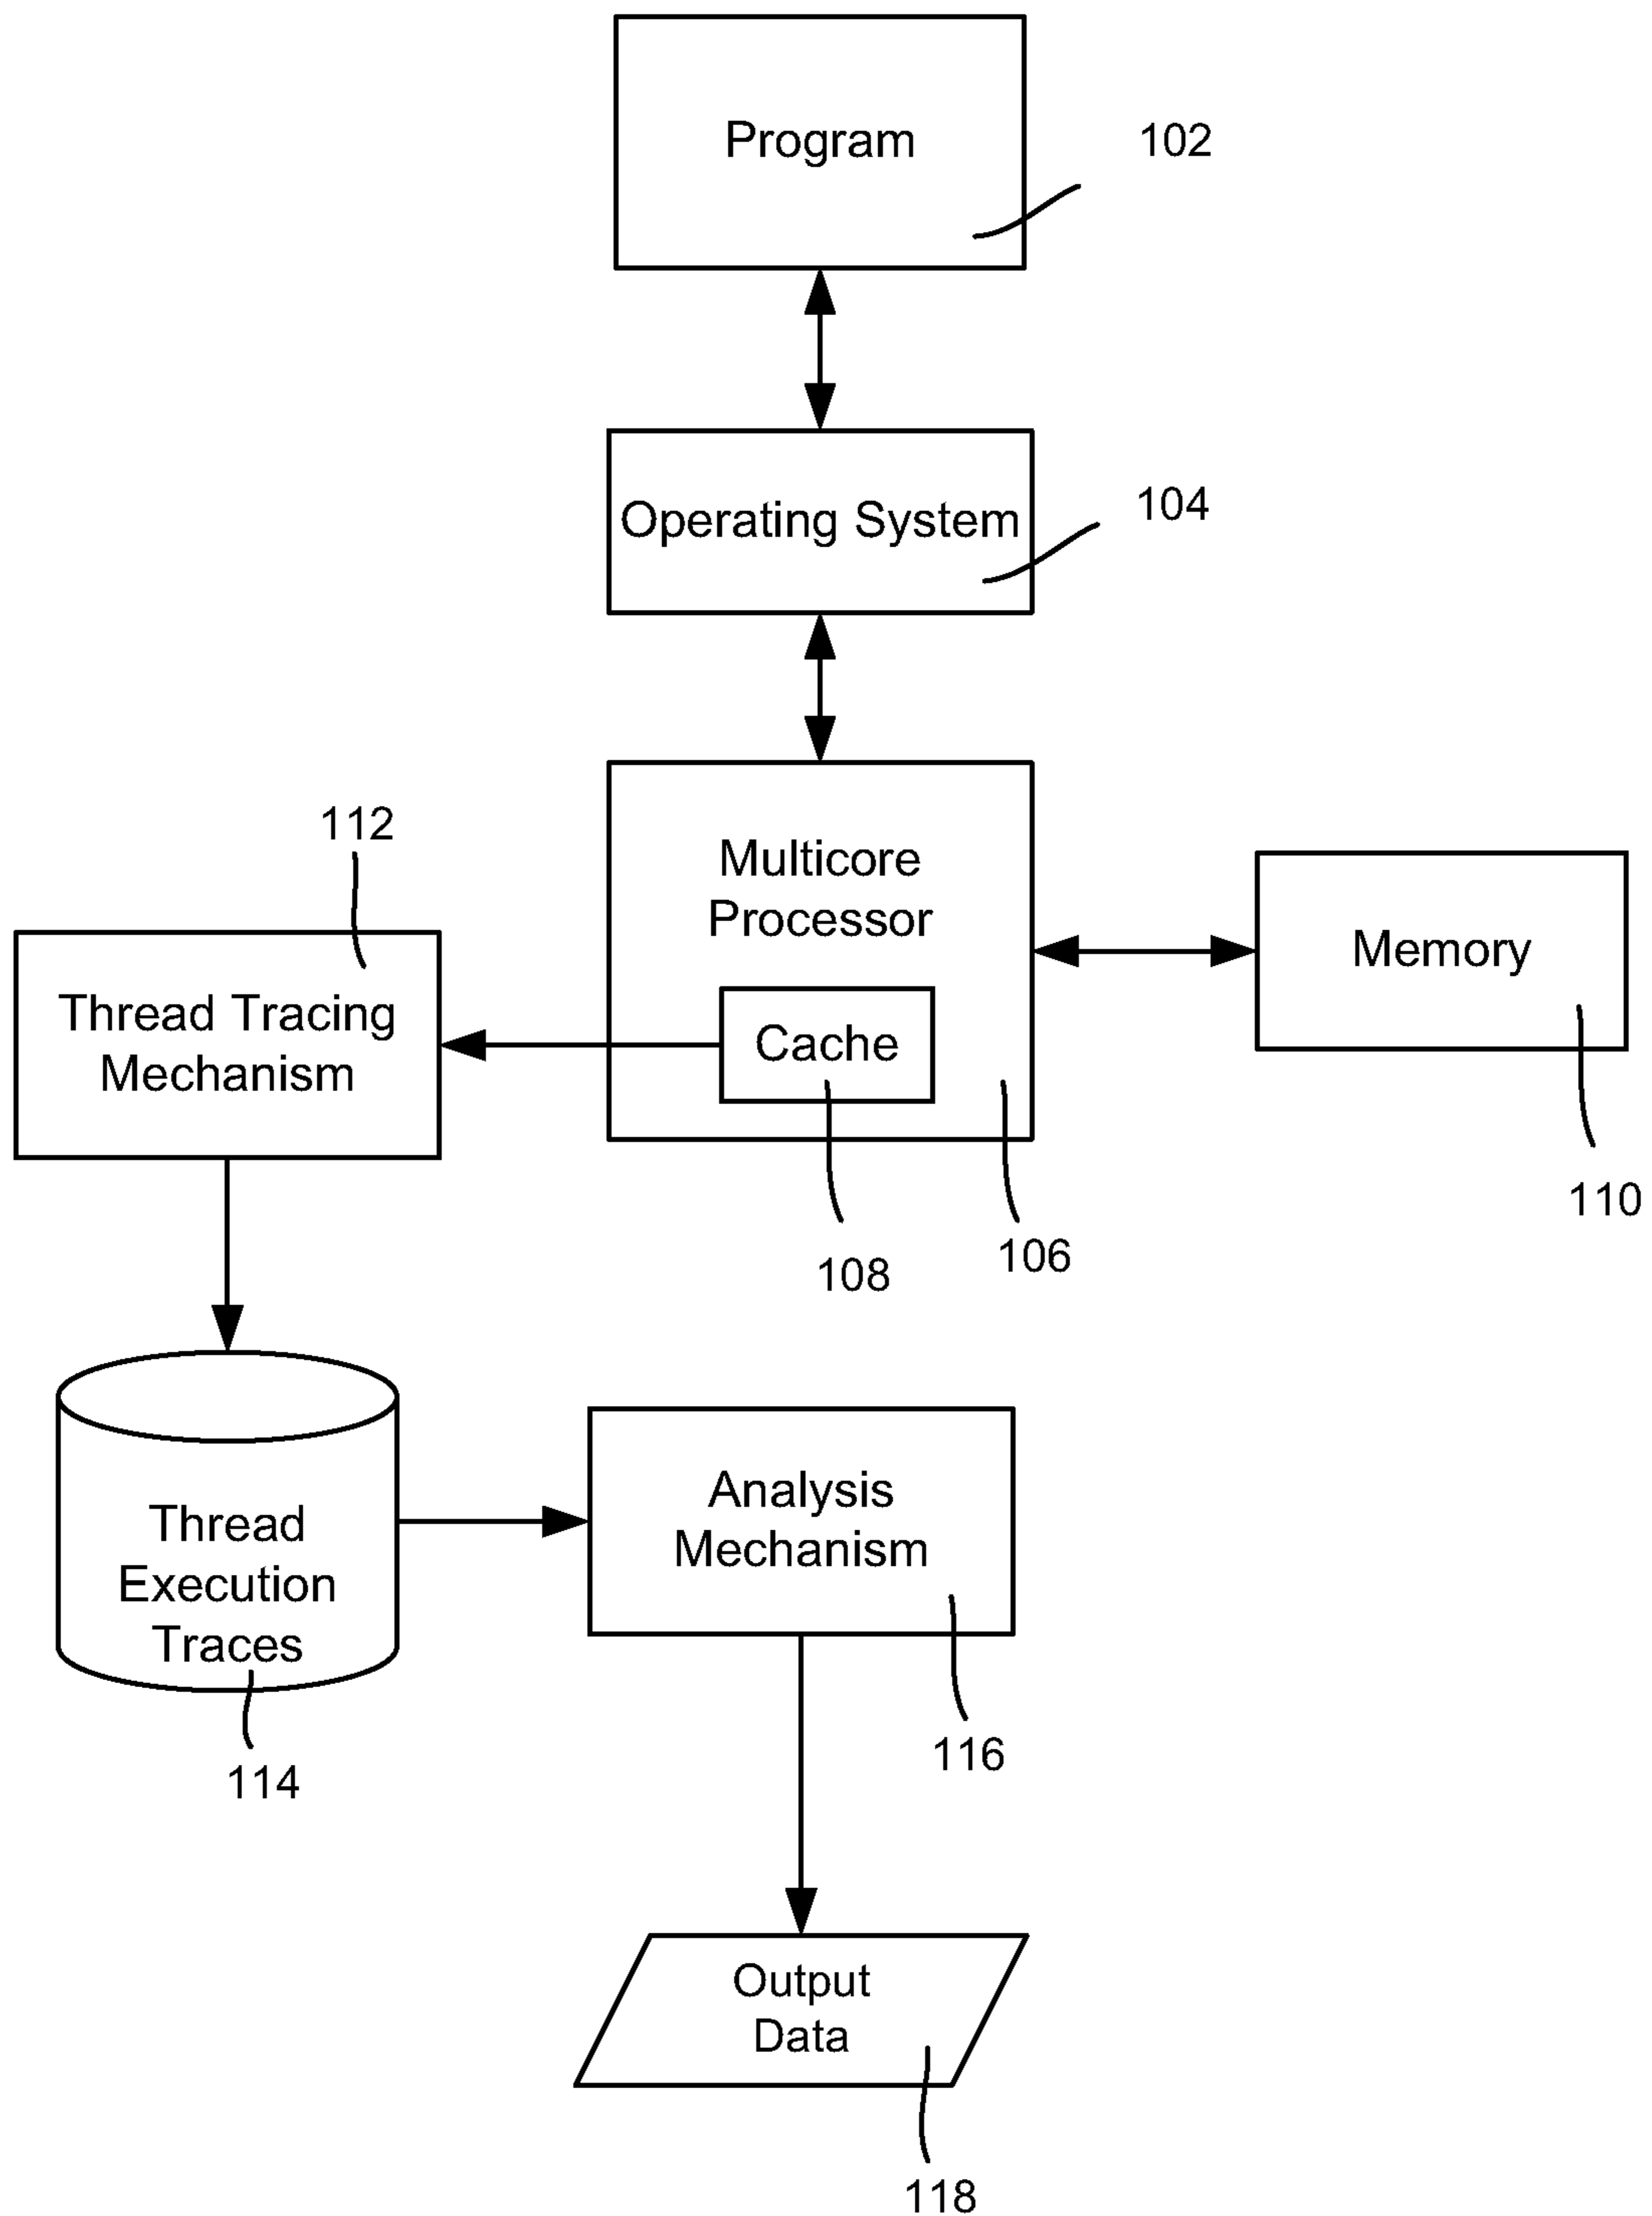 Program
102
Operating System
104
112
Multicore
Processor
Memory
Thread Tracing
Mechanism
Cache
110
106
108
Analysis
Mechanism
Thread
Execution
Traces
116
114
Output
Data
118